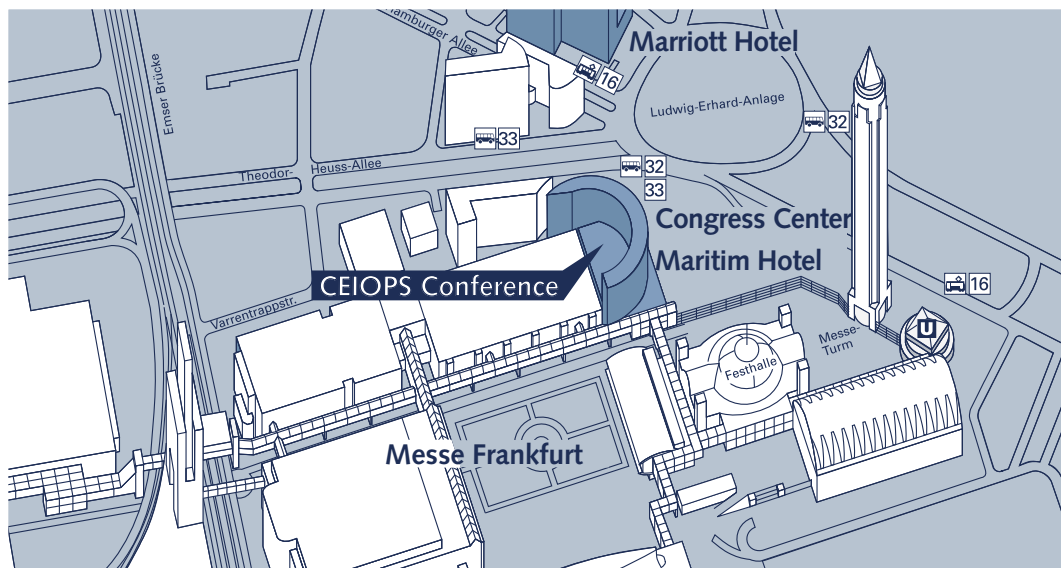 Hamburger Allee
Marriott Hotel
16
Emser Brücke
Ludwig-Erhard-Anlage
32
33
Theodor- Heuss-Allee
32
33
Congress Center
Maritim Hotel
CEIOPS Conference
16
Varrentrappstr.
U
Messe-
Turm
Festhalle
Messe Frankfurt